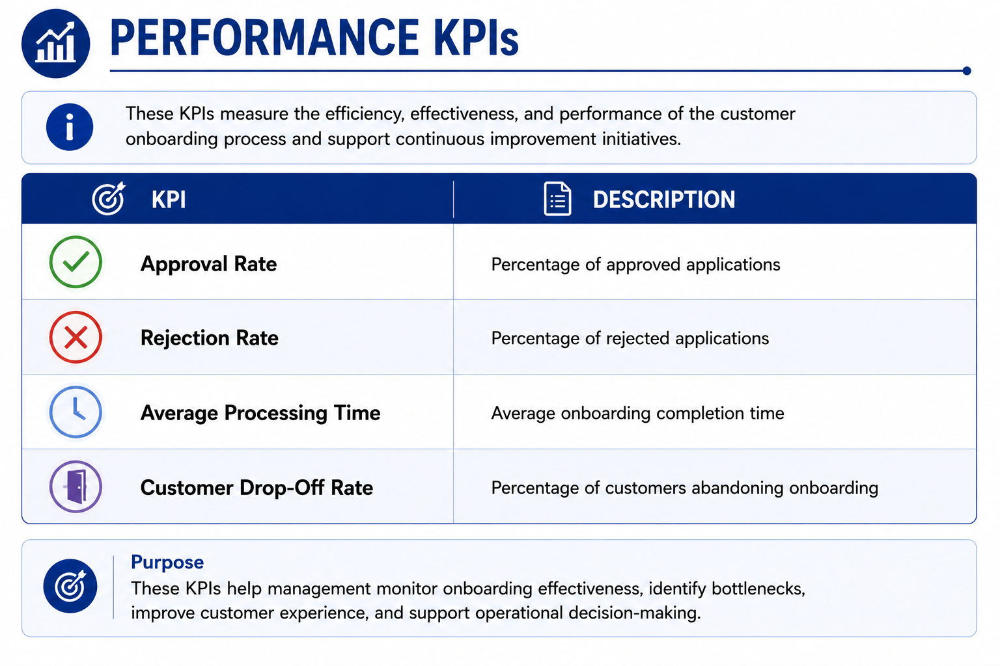 PERFORMANCE KPIs
These KPIs measure the efficiency, effectiveness, and performance of the customer
onboarding process and support continuous improvement initiatives.
KPI
DESCRIPTION
Approval Rate
Percentage of approved applications
Rejection Rate
Percentage of rejected applications
Average Processing Time
Average onboarding completion time
Customer Drop-Off Rate
Percentage of customers abandoning onboarding
Purpose
These KPIs help management monitor onboarding effectiveness, identify bottlenecks,
improve customer experience, and support operational decision-making.